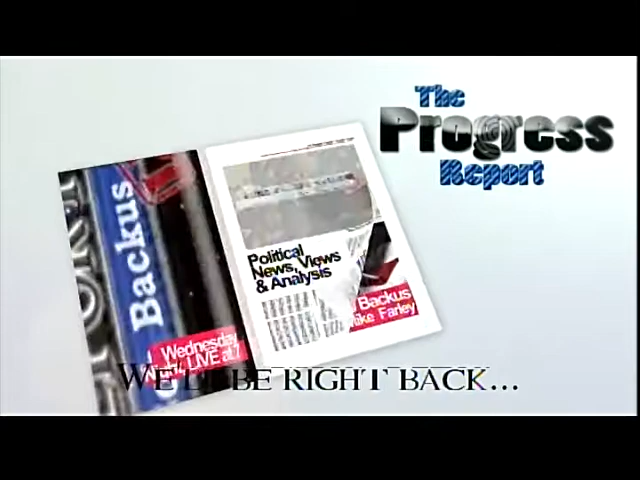 The
Progress
Report
Backus
Wednesday
LIVE at 7
Political
News, Views
& Analysis
Backus
Mike Farley
WE'LL BE RIGHT BACK...